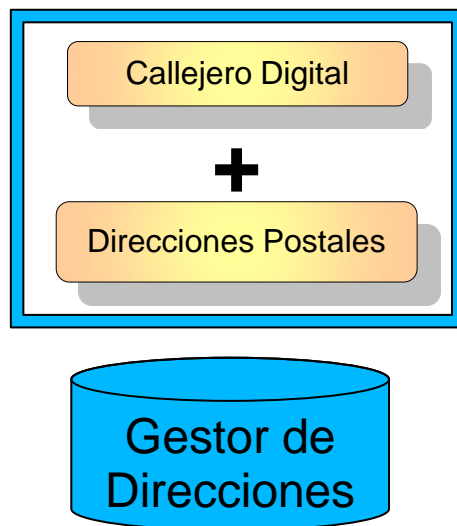 Callejero Digital
+
Direcciones Postales
Gestor de
Direcciones